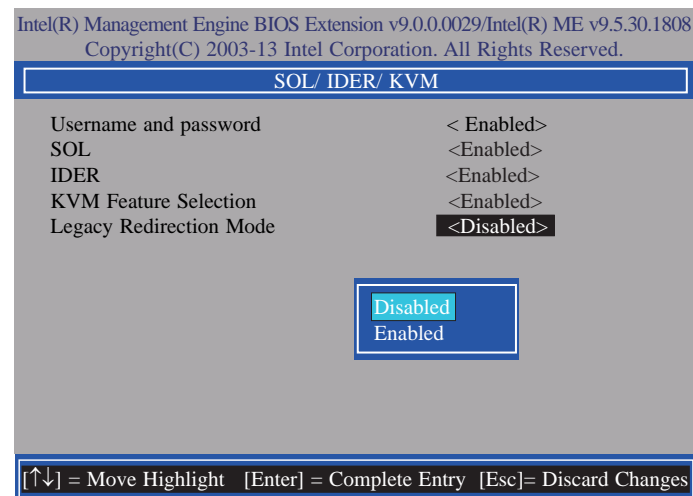 Intel(R) Management Engine BIOS Extension v9.0.0.0029/Intel(R) ME v9.5.30.1808
Copyright(C) 2003-13 Intel Corporation. All Rights Reserved.
SOL/ IDER/ KVM
Username and password < Enabled>
SOL <Enabled>
IDER <Enabled>
KVM Feature Selection <Enabled>
Legacy Redirection Mode <Disabled>
Disabled
Enabled
[↑↓] = Move Highlight [Enter] = Complete Entry [Esc]= Discard Changes